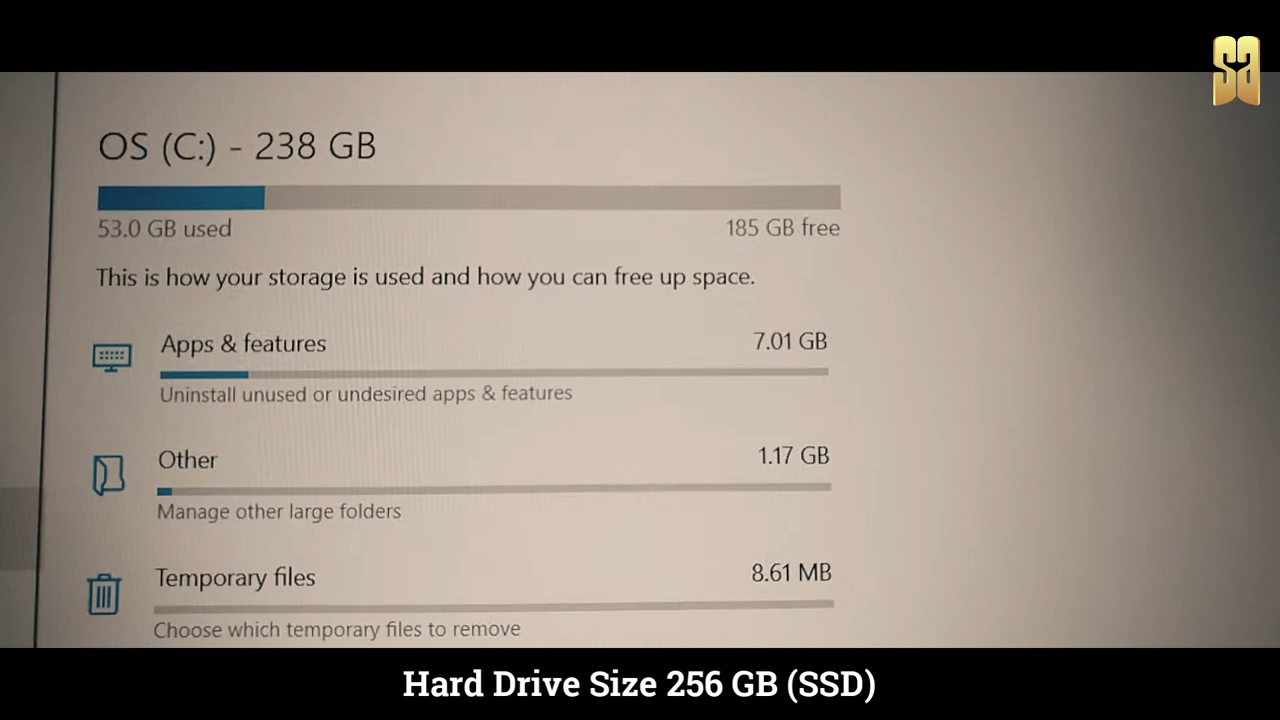 SA
OS (C:) - 238 GB
53.0 GB used
185 GB free
This is how your storage is used and how you can free up space.
Apps & features
7.01 GB
Uninstall unused or undesired apps & features
Other
1.17 GB
Manage other large folders
Temporary files
8.61 MB
Choose which temporary files to remove
Hard Drive Size 256 GB (SSD)